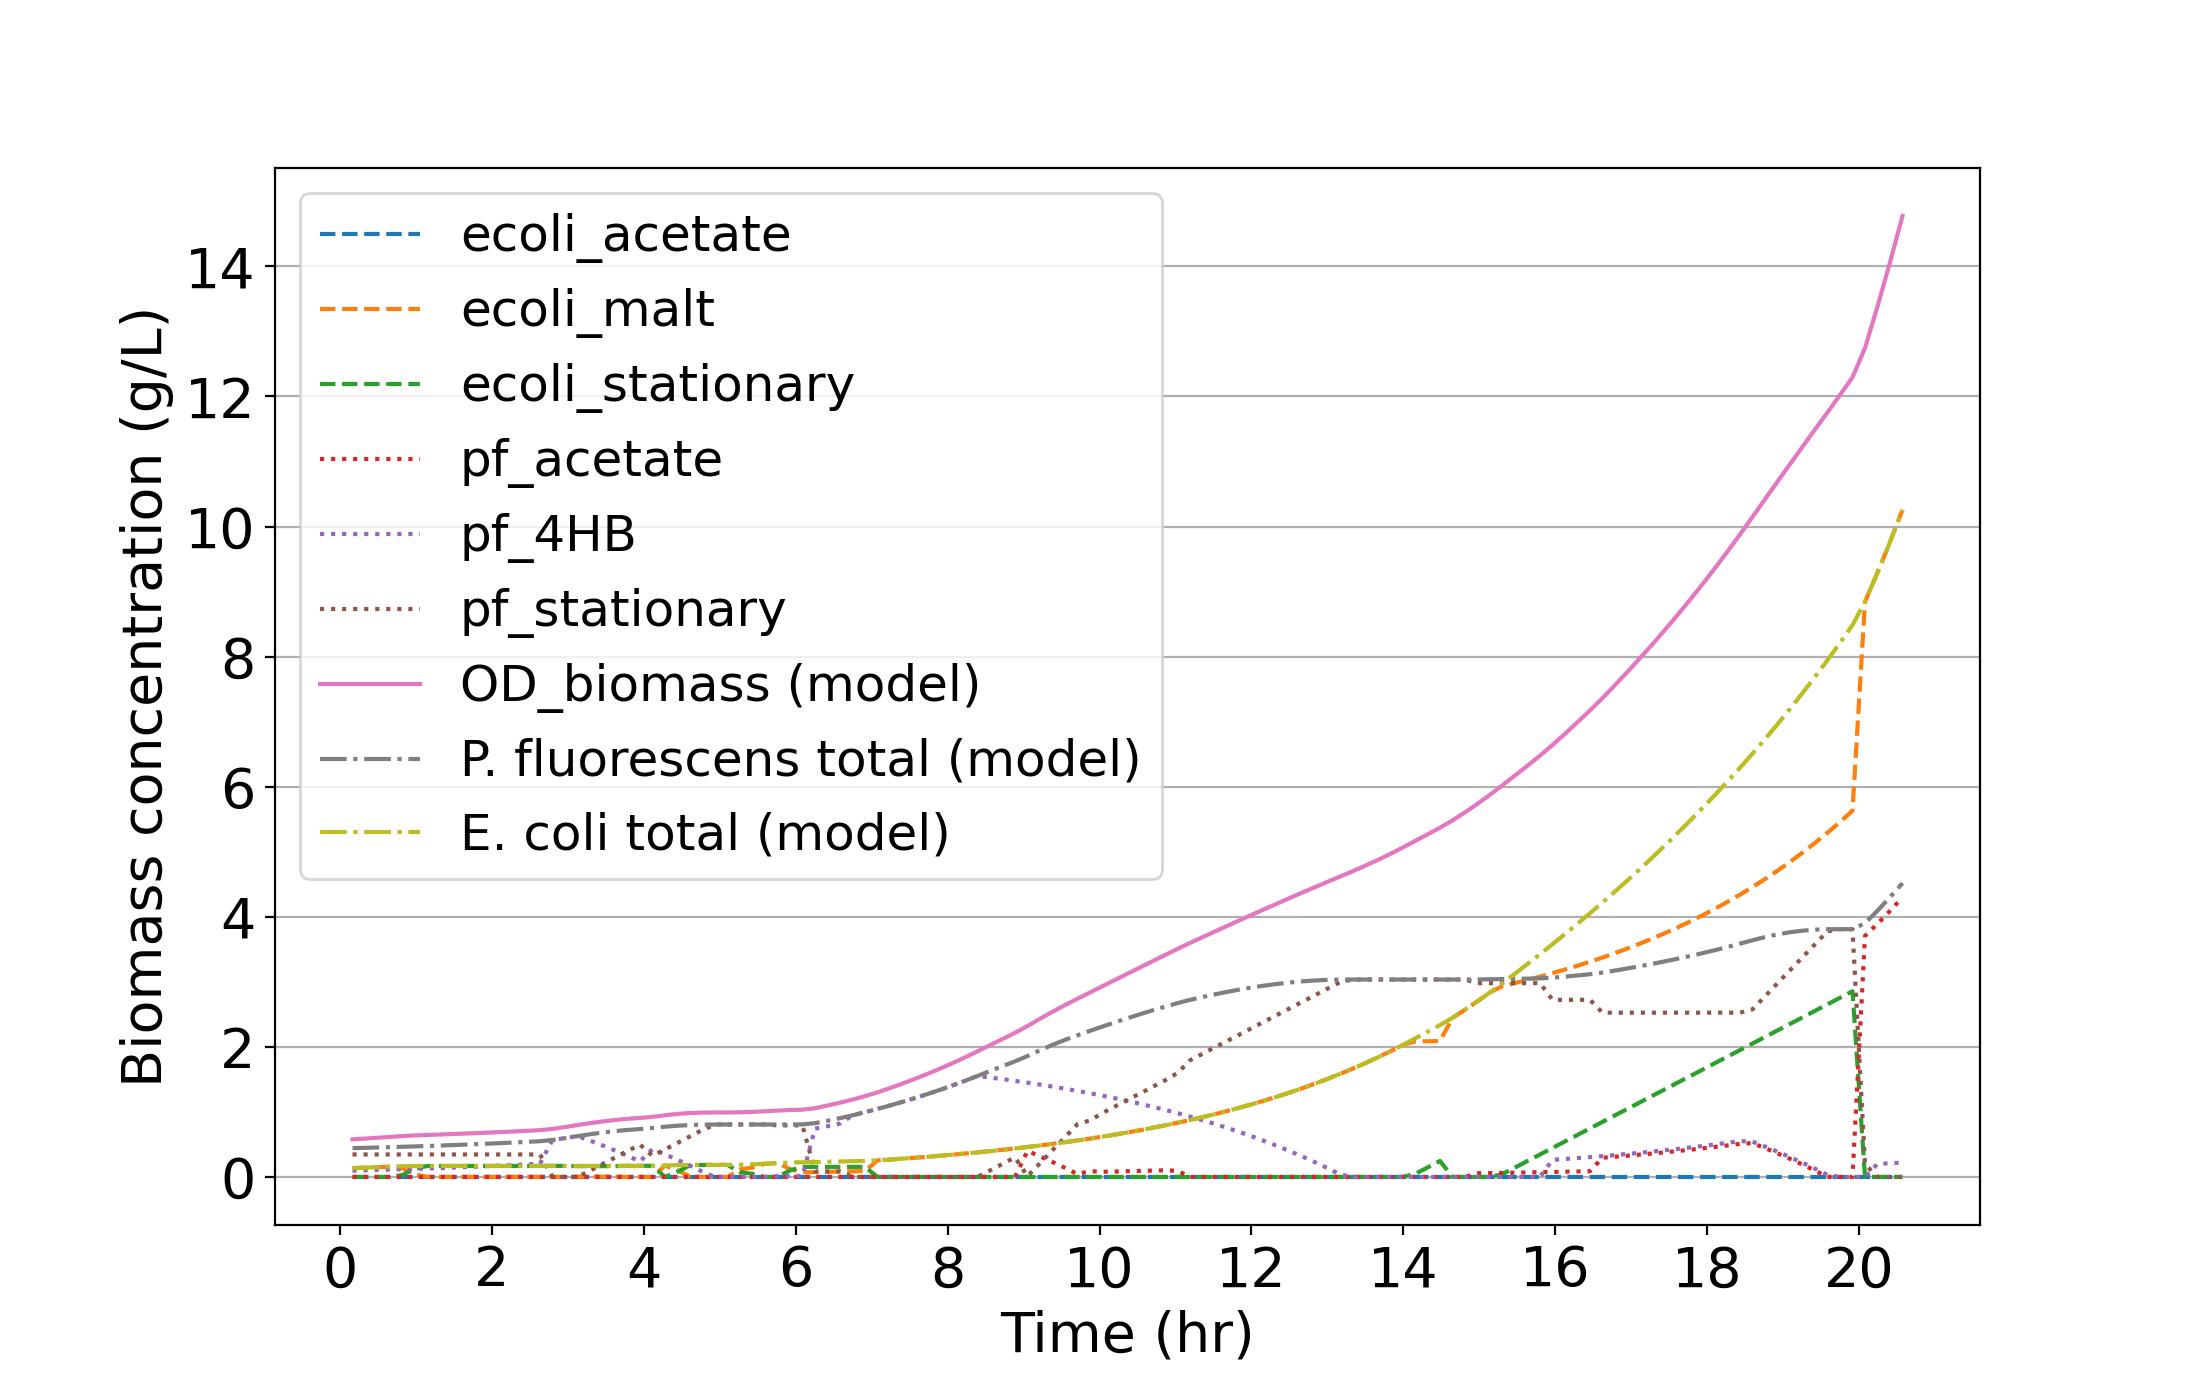 Biomass concentration (g/L)
14
12
10
8
6
4
2
0
ecoli_acetate
ecoli_malt
ecoli_stationary
pf_acetate
pf_4HB
pf_stationary
OD_biomass (model)
P. fluorescens total (model)
E. coli total (model)
0 2 4 6 8 10 12 14 16 18 20
Time (hr)